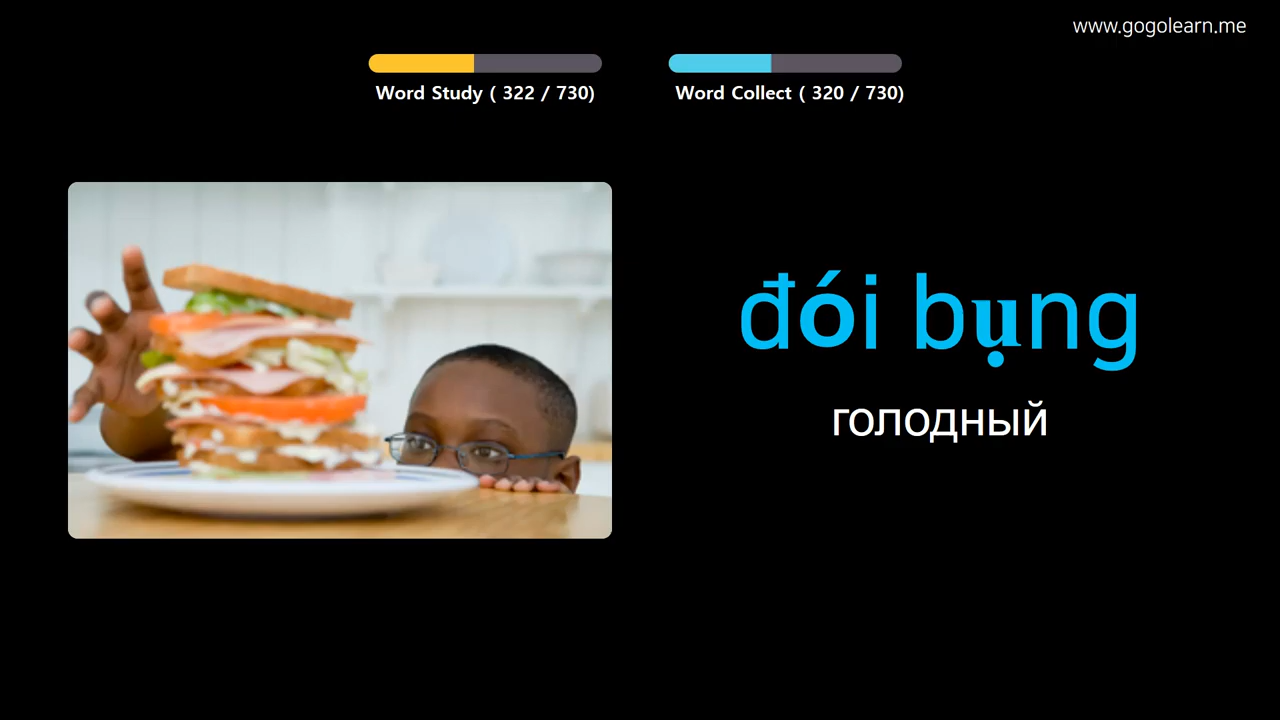 www.gogolearn.me
Word Study ( 322 / 730)
Word Collect ( 320 / 730)
đói bụng
голодный